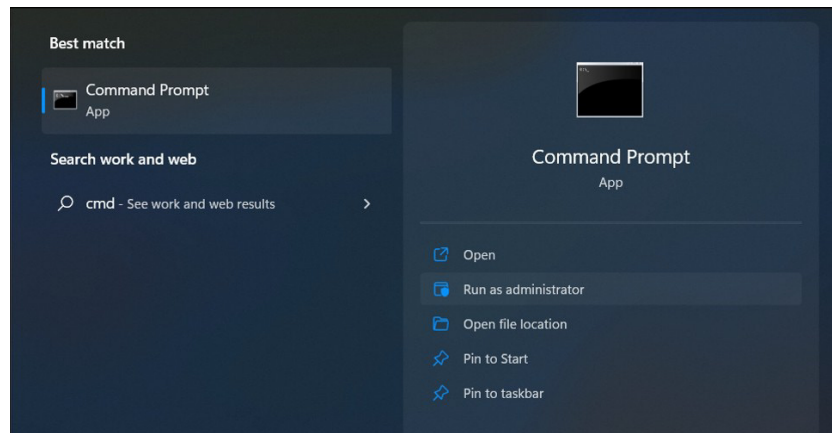 Best match
Command Prompt
App
Search work and web
cmd - See work and web results
Command Prompt
App
Open
Run as administrator
Open file location
Pin to Start
Pin to taskbar